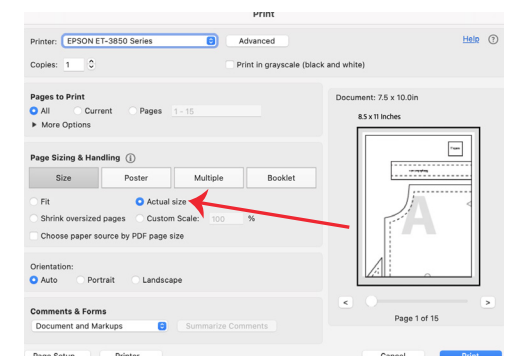 Print
Printer: EPSON ET-3850 Series Advanced Help ?
Copies: 1 Print in grayscale (black and white)
Pages to Print
All Current Pages 1 - 15
More Options
Page Sizing & Handling
Size Poster Multiple Booklet
Fit Actual size
Shrink oversized pages Custom Scale: 100 %
Choose paper source by PDF page size
Orientation:
Auto Portrait Landscape
Comments & Forms
Document and Markups Summarize Comments
Page Setup... Printer...
Document: 7.5 x 10.0in
8.5 x 11 Inches
A
< >
Page 1 of 15
Cancel Print